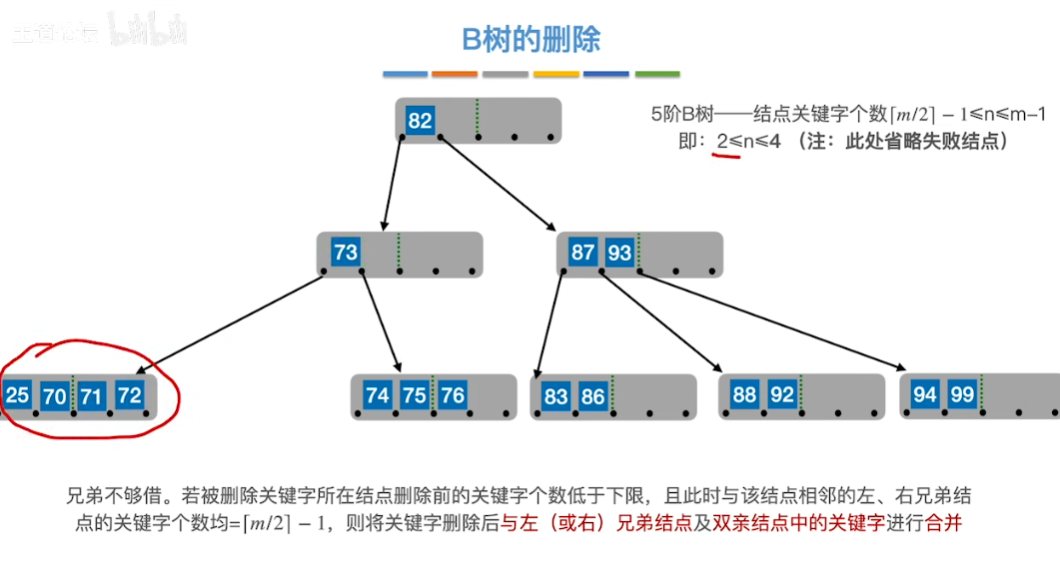 王道论坛 bilibili
B树的删除
5阶B树——结点关键字个数⌈m/2⌉ − 1≤n≤m–1
即：2≤n≤4 （注：此处省略失败结点）
82
73
87 93
25 70 71 72
74 75 76
83 86
88 92
94 99
兄弟不够借。若被删除关键字所在结点删除前的关键字个数低于下限，且此时与该结点相邻的左、右兄弟结
点的关键字个数均=⌈m/2⌉ − 1，则将关键字删除后与左（或右）兄弟结点及双亲结点中的关键字进行合并